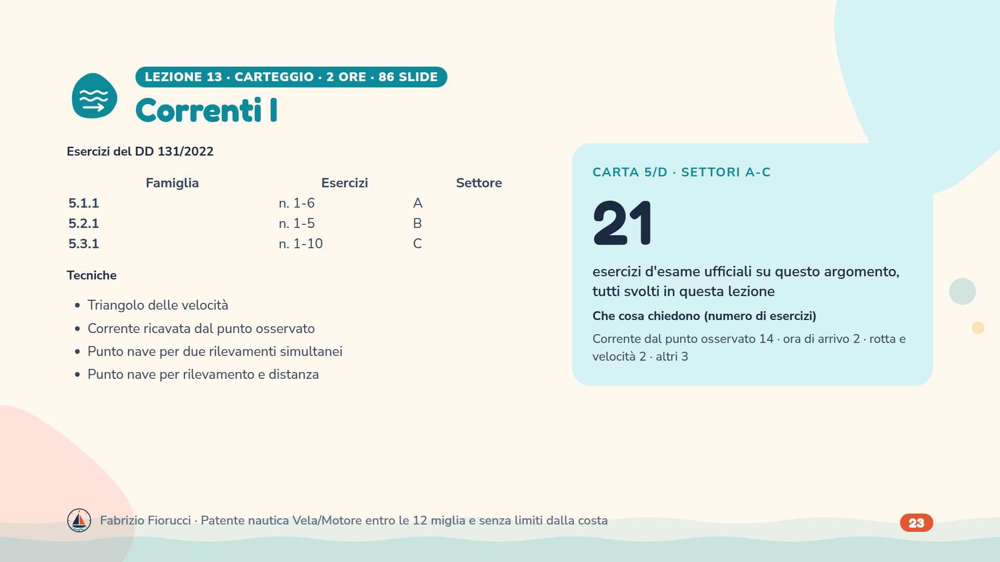 LEZIONE 13 · CARTEGGIO · 2 ORE · 86 SLIDE
Correnti I
Esercizi del DD 131/2022
Famiglia Esercizi Settore
5.1.1 n. 1-6 A
5.2.1 n. 1-5 B
5.3.1 n. 1-10 C
Tecniche
• Triangolo delle velocità
• Corrente ricavata dal punto osservato
• Punto nave per due rilevamenti simultanei
• Punto nave per rilevamento e distanza
CARTA 5/D · SETTORI A-C
21
esercizi d'esame ufficiali su questo argomento,
tutti svolti in questa lezione
Che cosa chiedono (numero di esercizi)
Corrente dal punto osservato 14 · ora di arrivo 2 · rotta e
velocità 2 · altri 3
Fabrizio Fiorucci · Patente nautica Vela/Motore entro le 12 miglia e senza limiti dalla costa
23